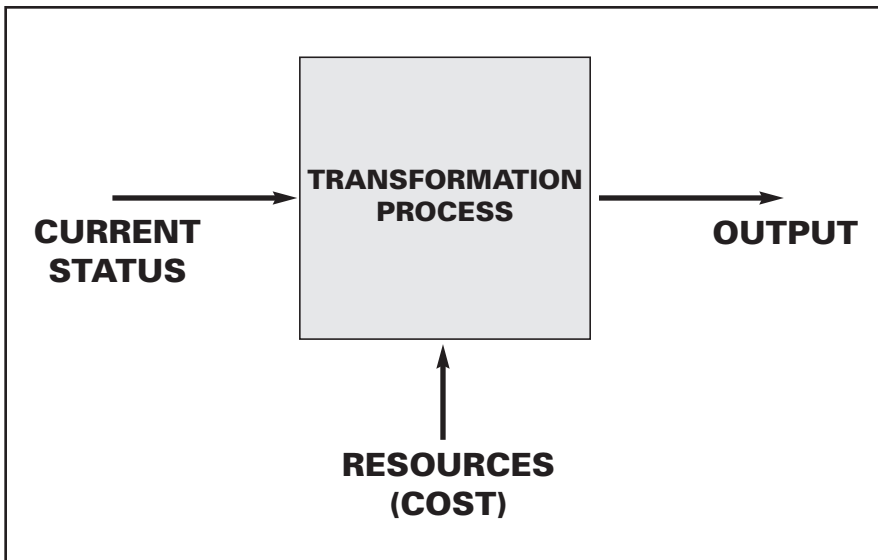 TRANSFORMATION
PROCESS
CURRENT
STATUS
OUTPUT
RESOURCES
(COST)